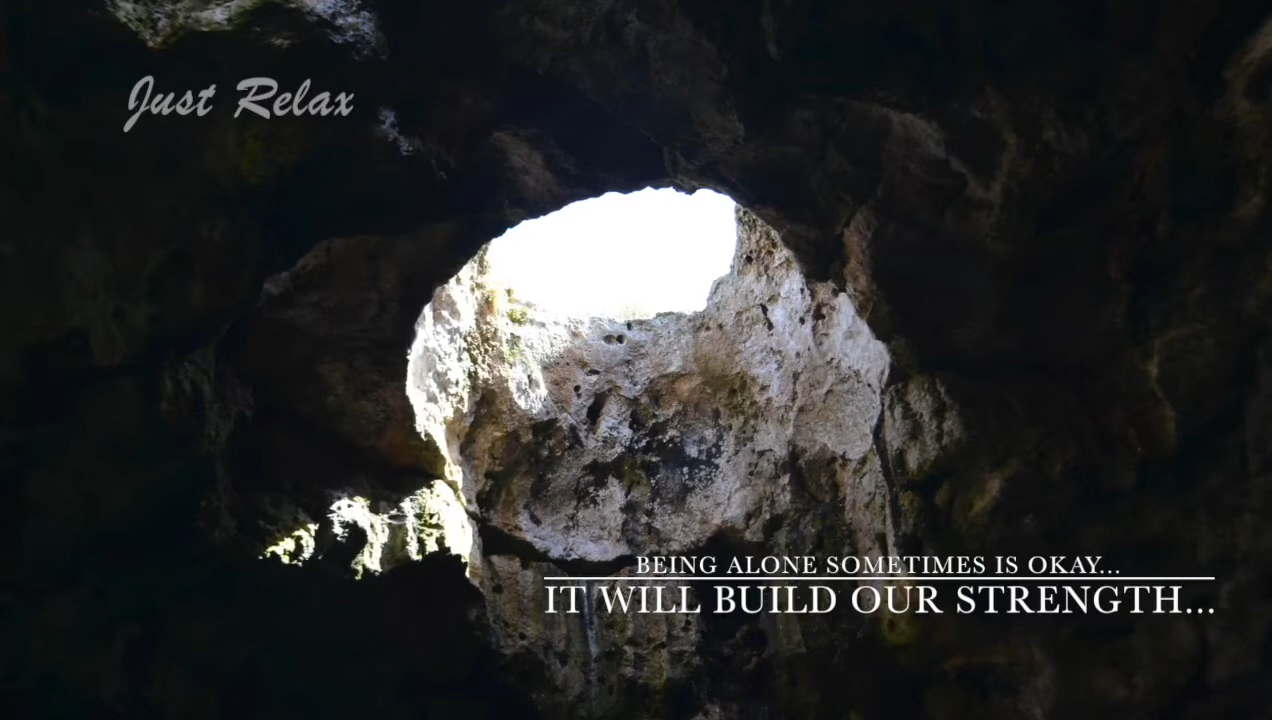 Just Relax
BEING ALONE SOMETIMES IS OKAY...
IT WILL BUILD OUR STRENGTH...